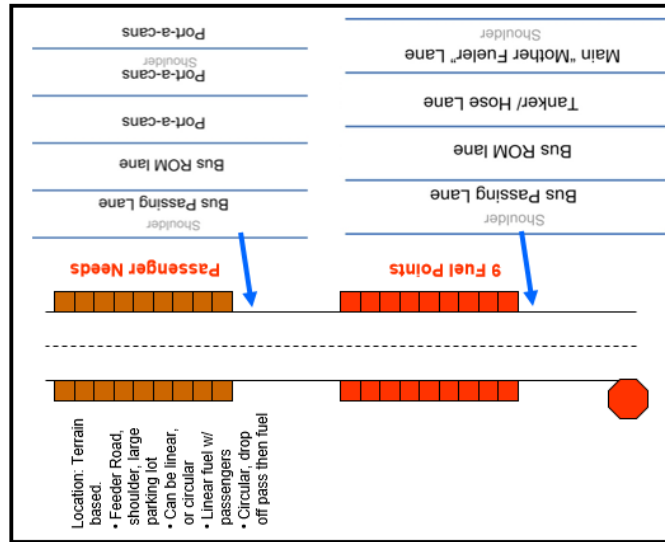 9 Fuel Points
Shoulder
Bus Passing Lane
Bus ROM lane
Tanker/ Hose Lane
Main "Mother Fueler" Lane
Shoulder
Passenger Needs
Shoulder
Bus Passing Lane
Bus ROM lane
Port-a-cans
Port-a-cans
Shoulder
Port-a-cans
Location: Terrain
based.
• Feeder Road,
shoulder, large
parking lot
• Can be linear,
or circular
• Linear fuel w/
passengers
• Circular, drop
off pass then fuel